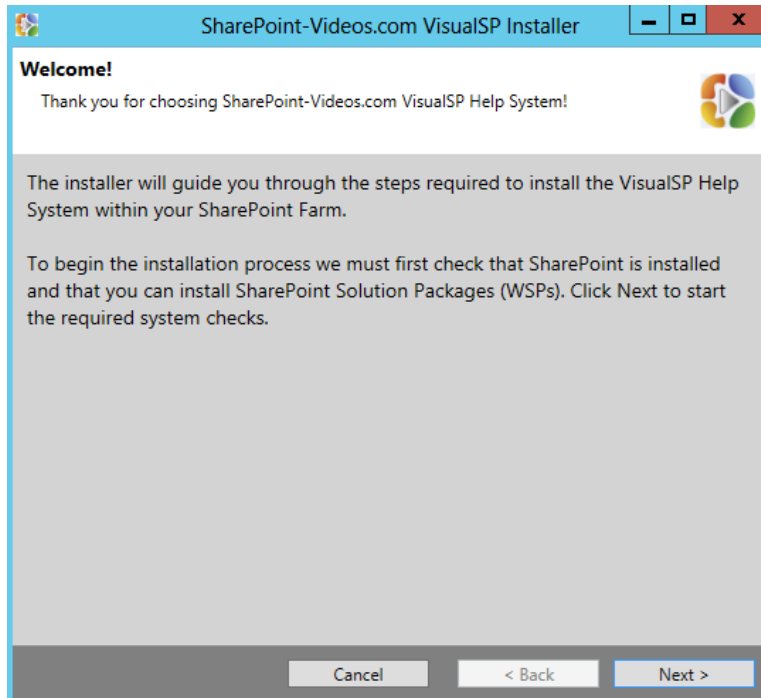 SharePoint-Videos.com VisualSP Installer
Welcome!
Thank you for choosing SharePoint-Videos.com VisualSP Help System!
The installer will guide you through the steps required to install the VisualSP Help
System within your SharePoint Farm.
To begin the installation process we must first check that SharePoint is installed
and that you can install SharePoint Solution Packages (WSPs). Click Next to start
the required system checks.
Cancel
< Back
Next >